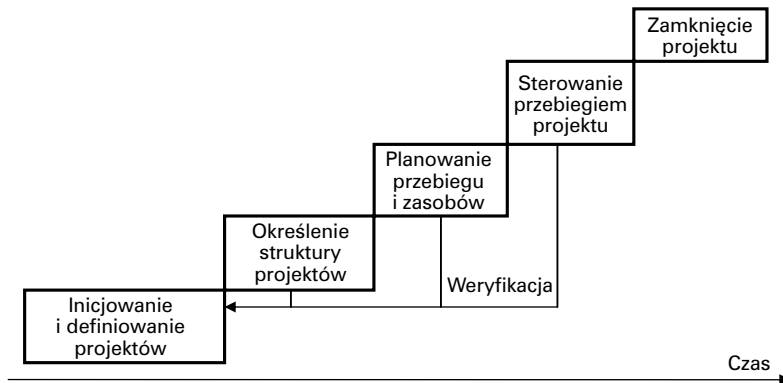 Zamknięcie
projektu
Sterowanie
przebiegiem
projektu
Planowanie
przebiegu
i zasobów
Określenie
struktury
projektów
Weryfikacja
Inicjowanie
i definiowanie
projektów
Czas